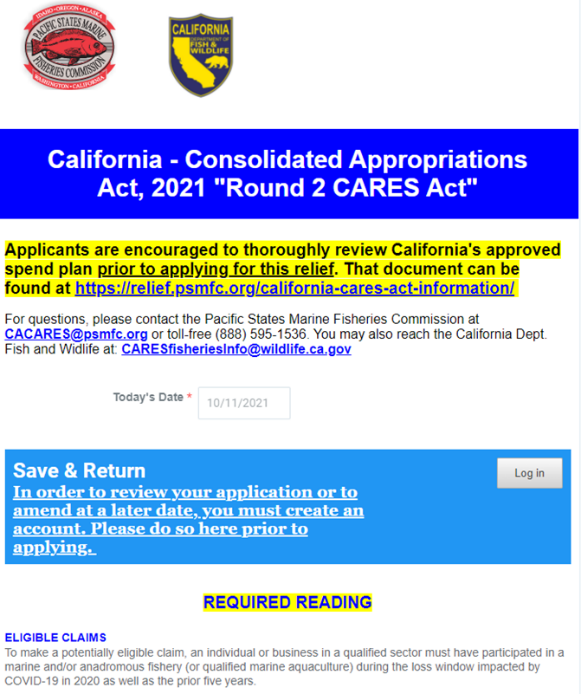 IDAHO•OREGON•ALASKA
PACIFIC STATES MARINE
FISHERIES COMMISSION
WASHINGTON•CALIFORNIA
CALIFORNIA
DEPARTMENT OF
FISH &
WILDLIFE
California - Consolidated Appropriations
Act, 2021 "Round 2 CARES Act"
Applicants are encouraged to thoroughly review California's approved
spend plan prior to applying for this relief. That document can be
found at https://relief.psmfc.org/california-cares-act-information/
For questions, please contact the Pacific States Marine Fisheries Commission at
CACARES@psmfc.org or toll-free (888) 595-1536. You may also reach the California Dept.
Fish and Widlife at: CARESfisheriesInfo@wildlife.ca.gov
Today's Date *
10/11/2021
Save & Return
Log in
In order to review your application or to
amend at a later date, you must create an
account. Please do so here prior to
applying.
REQUIRED READING
ELIGIBLE CLAIMS
To make a potentially eligible claim, an individual or business in a qualified sector must have participated in a
marine and/or anadromous fishery (or qualified marine aquaculture) during the loss window impacted by
COVID-19 in 2020 as well as the prior five years.